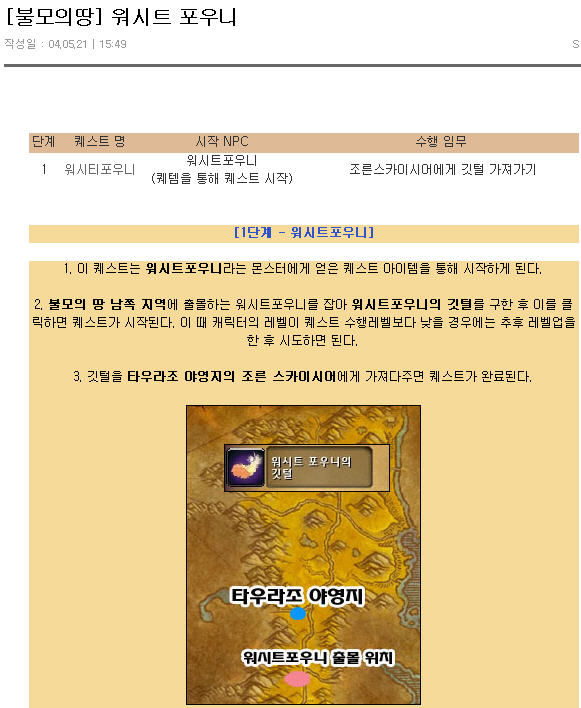 [불모의땅] 워시트 포우니
작성일 : 04.05.21 | 15:49
S
단계 퀘스트 명 시작 NPC 수행 임무
1 워시티포우니 워시트포우니 조른스카이시어에게 깃털 가져가기
(퀘템을 통해 퀘스트 시작)
[1단계 - 워시트포우니]
1. 이 퀘스트는 워시트포우니라는 몬스터에게 얻은 퀘스트 아이템을 통해 시작하게 된다.
2. 불모의 땅 남쪽 지역에 출몰하는 워시트포우니를 잡아 워시트포우니의 깃털를 구한 후 이를 클
릭하면 퀘스트가 시작된다. 이 때 캐릭터의 레벨이 퀘스트 수행레벨보다 낮을 경우에는 추후 레벨업을
한 후 시도하면 된다.
3. 깃털을 타우라조 야영지의 조른 스카이시어에게 가져다주면 퀘스트가 완료된다.
워시트 포우니의
깃털
타우라조 야영지
워시트포우니 출몰 위치